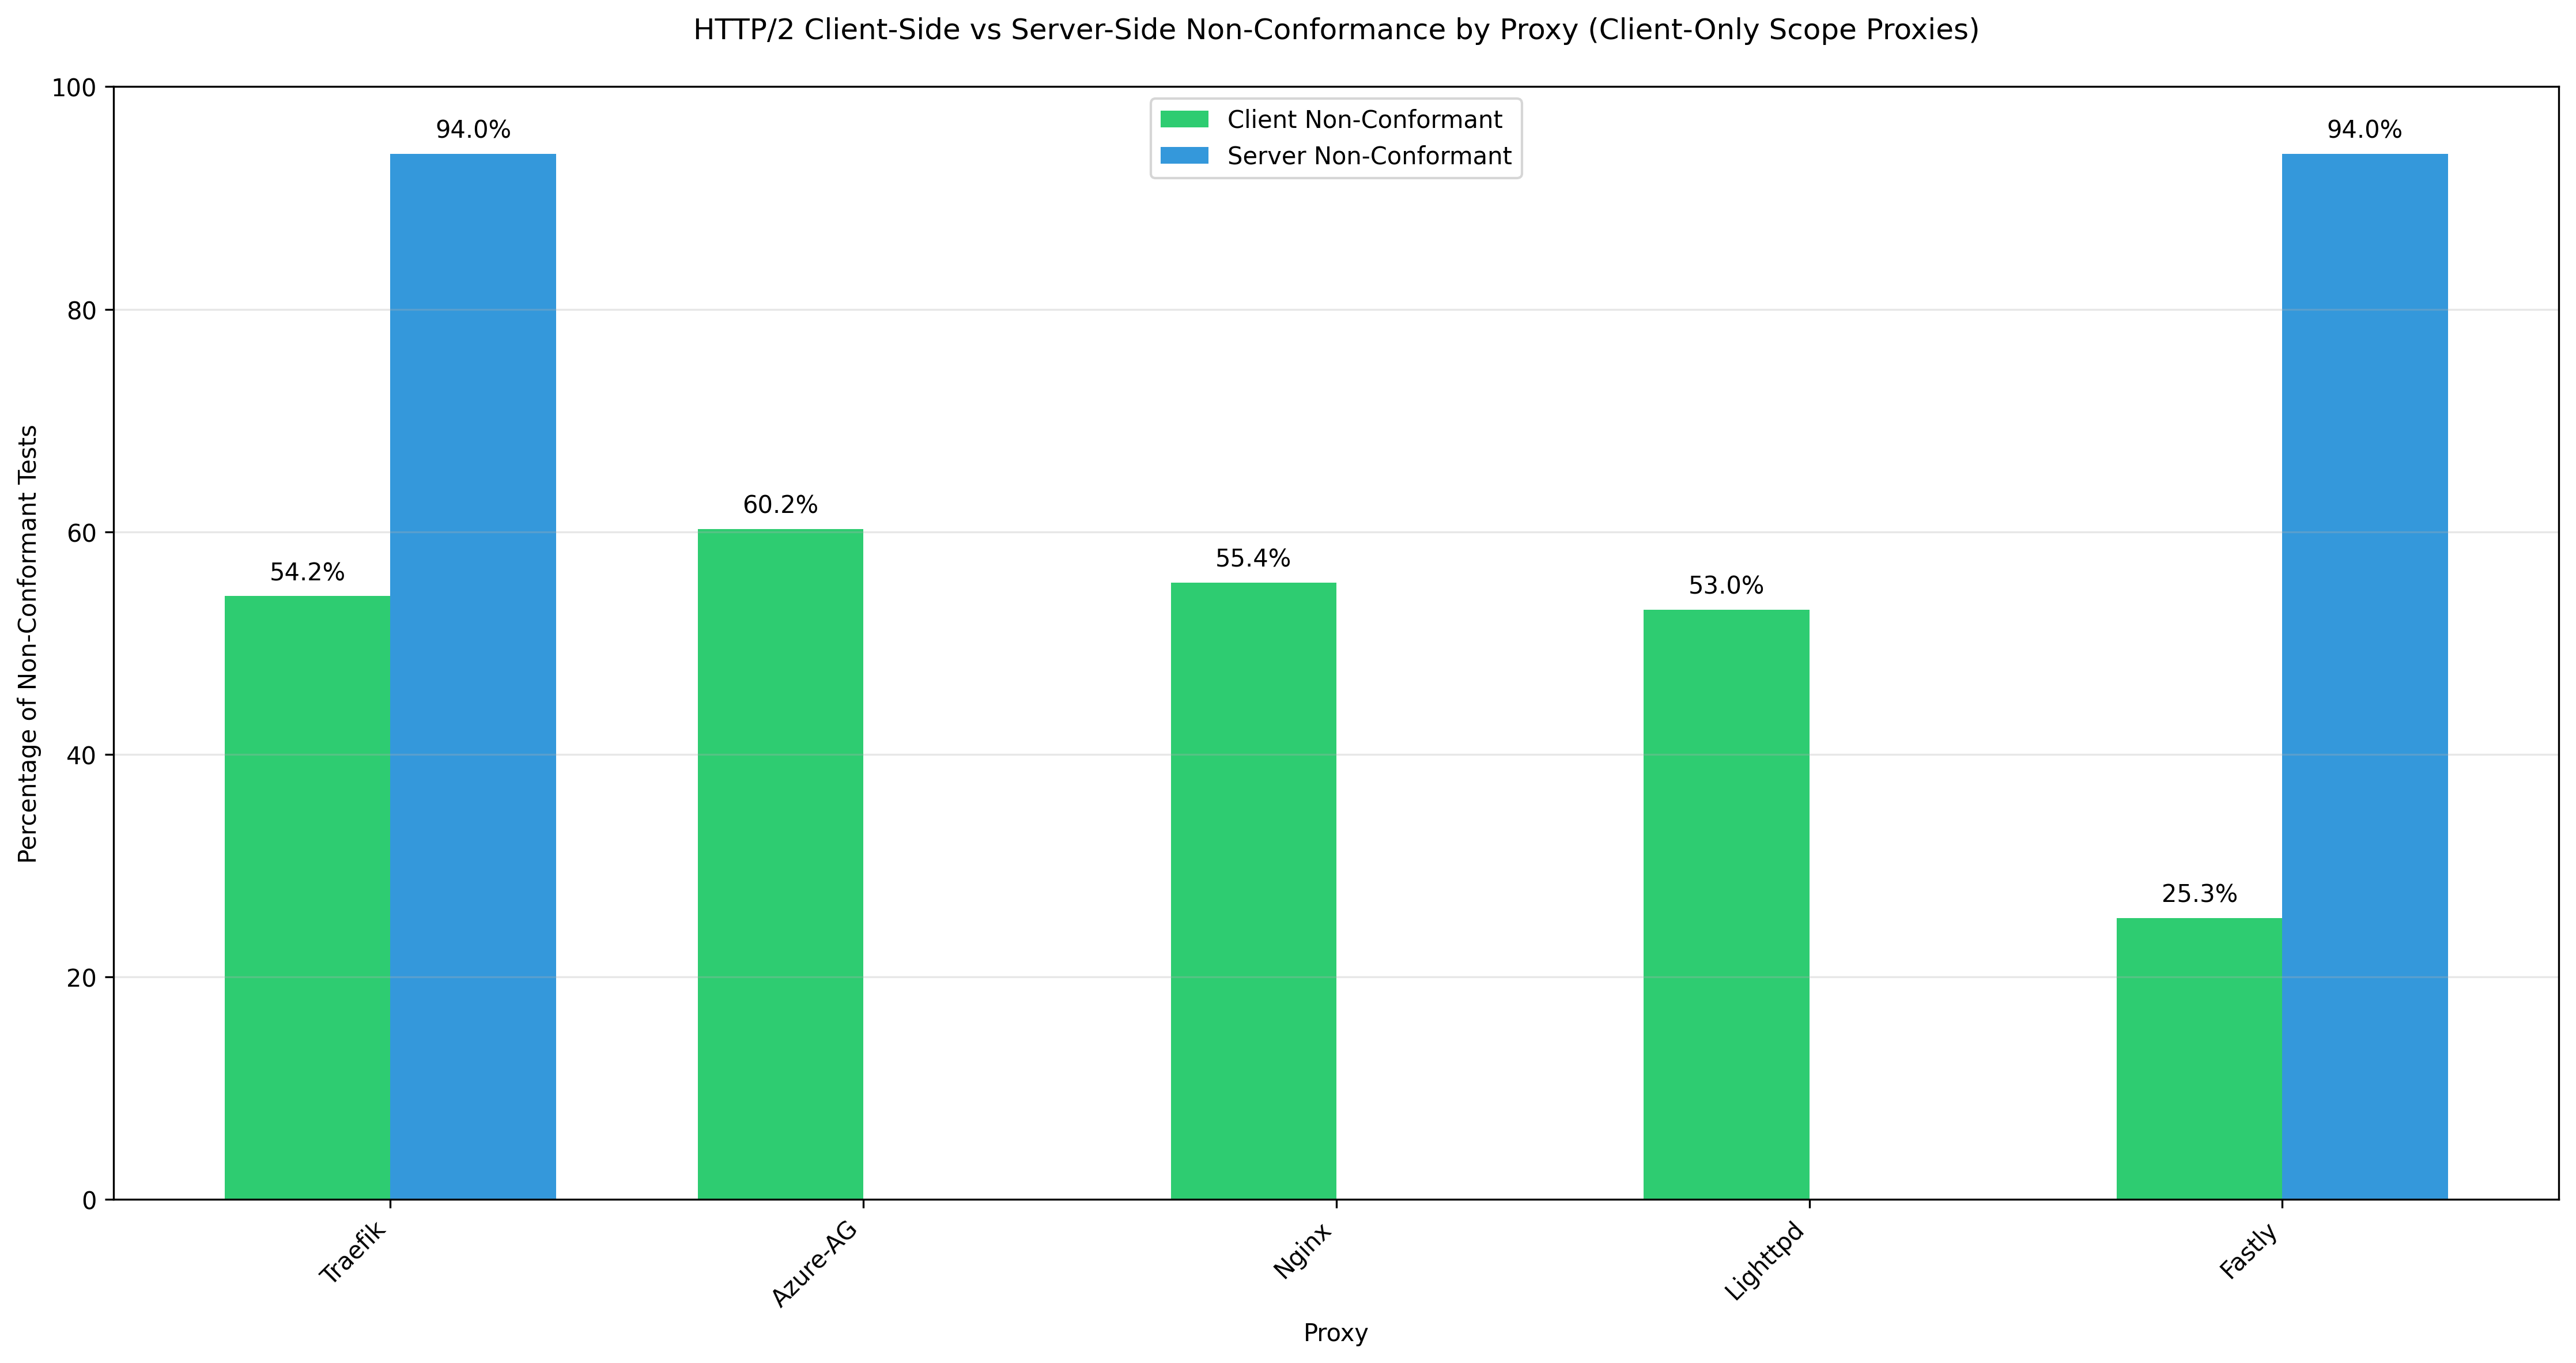 HTTP/2 Client-Side vs Server-Side Non-Conformance by Proxy (Client-Only Scope Proxies)
Client Non-Conformant
Server Non-Conformant
Percentage of Non-Conformant Tests
100
80
60
40
20
0
54.2%
94.0%
60.2%
55.4%
53.0%
25.3%
94.0%
Traefik
Azure-AG
Nginx
Lighttpd
Fastly
Proxy